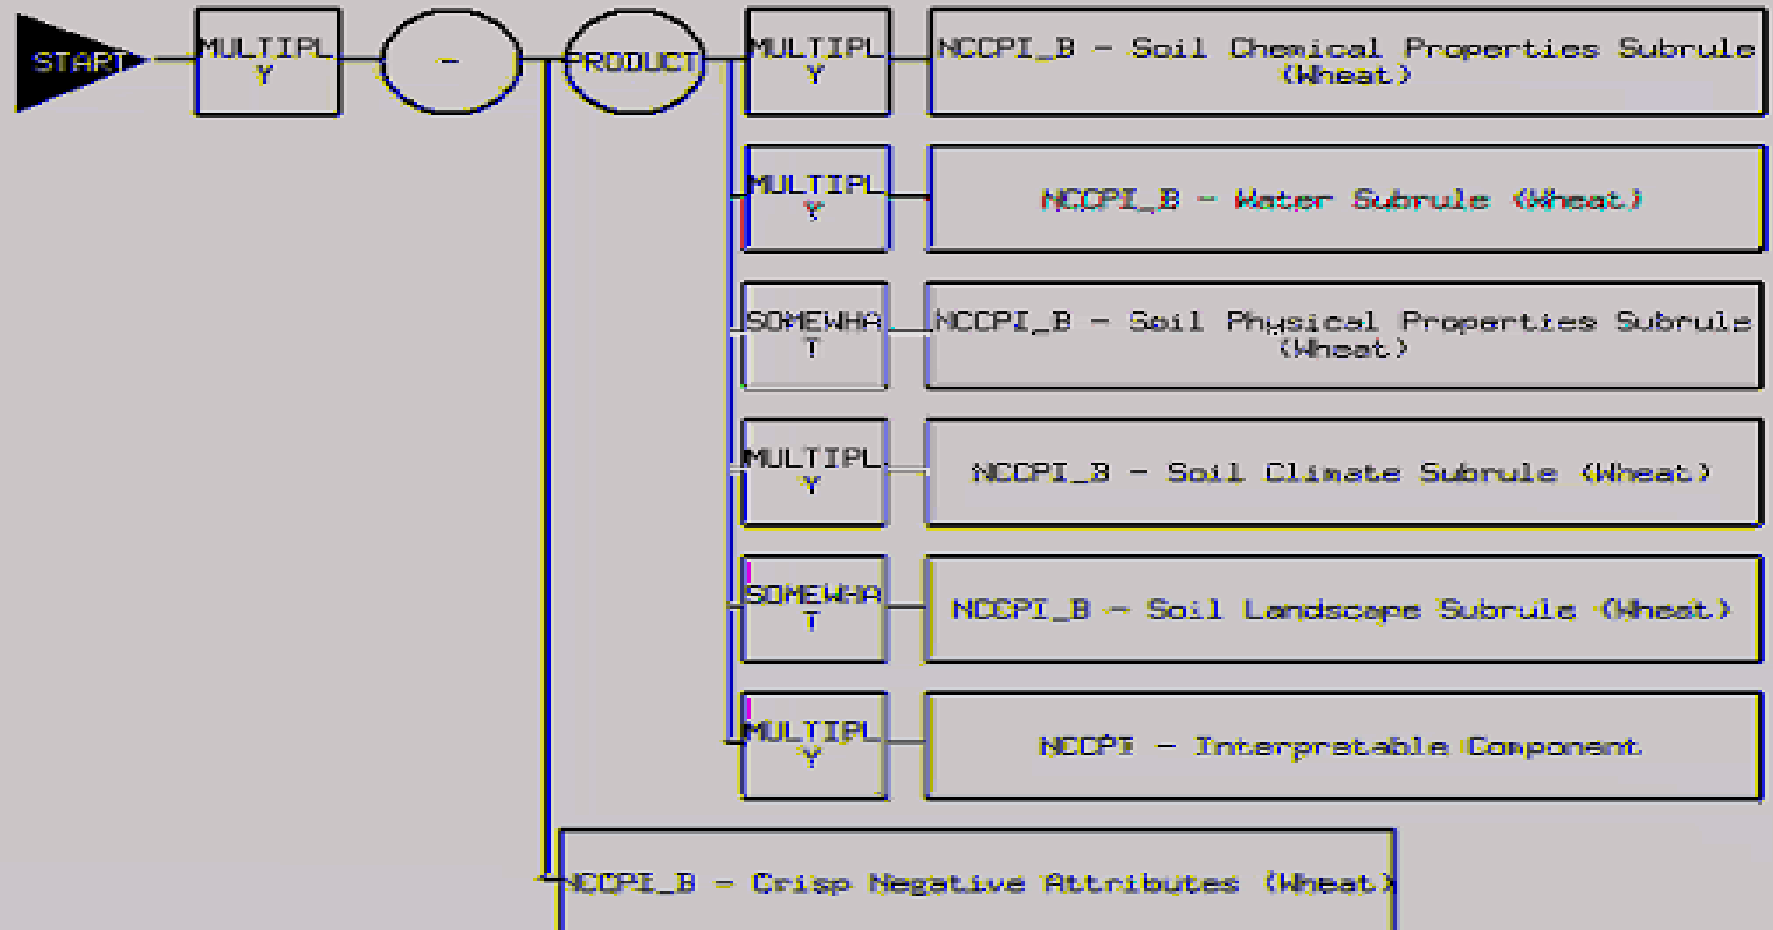 START
MULTIPL
Y
-
PRODUCT
MULTIPL
Y
NCCPI_B - Soil Chemical Properties Subrule
(Wheat)
MULTIPL
Y
NCCPI_B - Water Subrule (Wheat)
SOMEWHA
T
NCCPI_B - Soil Physical Properties Subrule
(Wheat)
MULTIPL
Y
NCCPI_B - Soil Climate Subrule (Wheat)
SOMEWHA
T
NCCPI_B - Soil Landscape Subrule (Wheat)
MULTIPL
Y
NCCPI - Interpretable Component
NCCPI_B - Crisp Negative Attributes (Wheat)